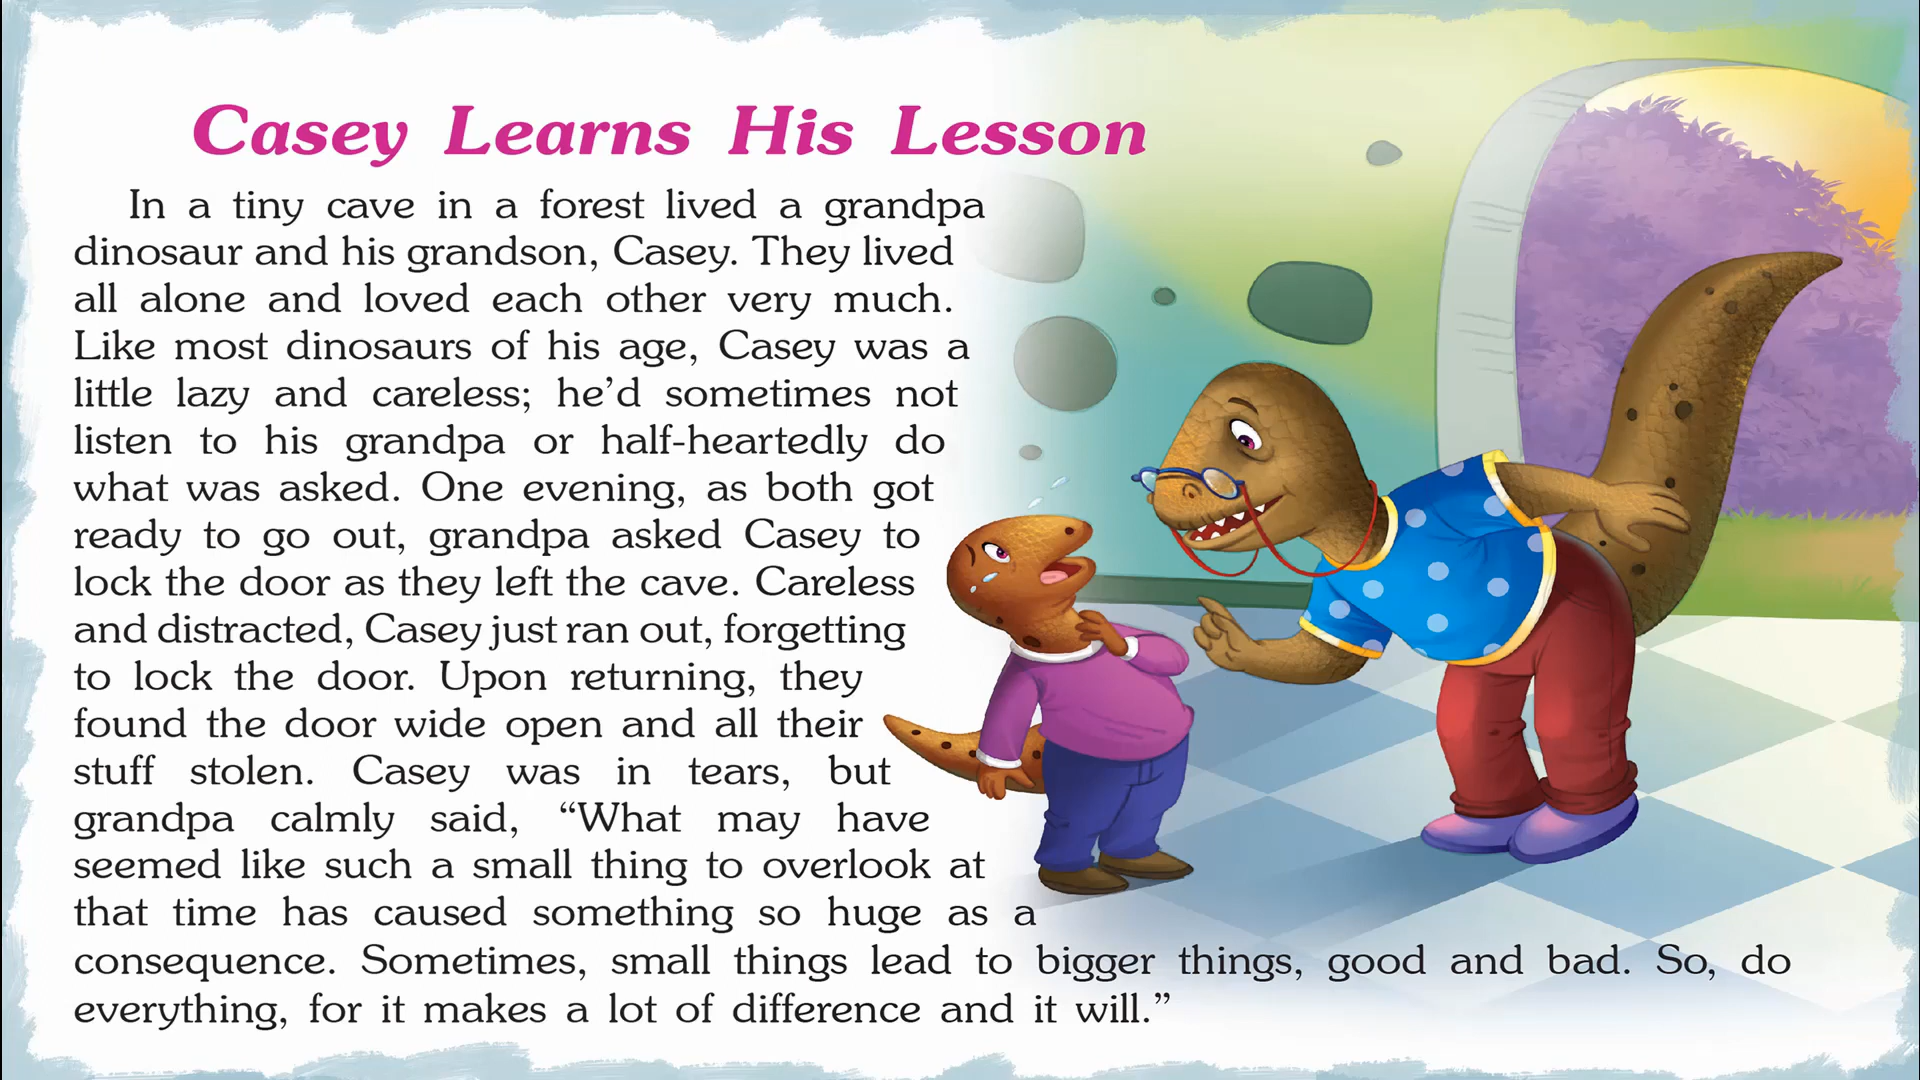 Casey Learns His Lesson
In a tiny cave in a forest lived a grandpa
dinosaur and his grandson, Casey. They lived
all alone and loved each other very much.
Like most dinosaurs of his age, Casey was a
little lazy and careless; he’d sometimes not
listen to his grandpa or half-heartedly do
what was asked. One evening, as both got
ready to go out, grandpa asked Casey to
lock the door as they left the cave. Careless
and distracted, Casey just ran out, forgetting
to lock the door. Upon returning, they
found the door wide open and all their
stuff stolen. Casey was in tears, but
grandpa calmly said, “What may have
seemed like such a small thing to overlook at
that time has caused something so huge as a
consequence. Sometimes, small things lead to bigger things, good and bad. So, do
everything, for it makes a lot of difference and it will.”